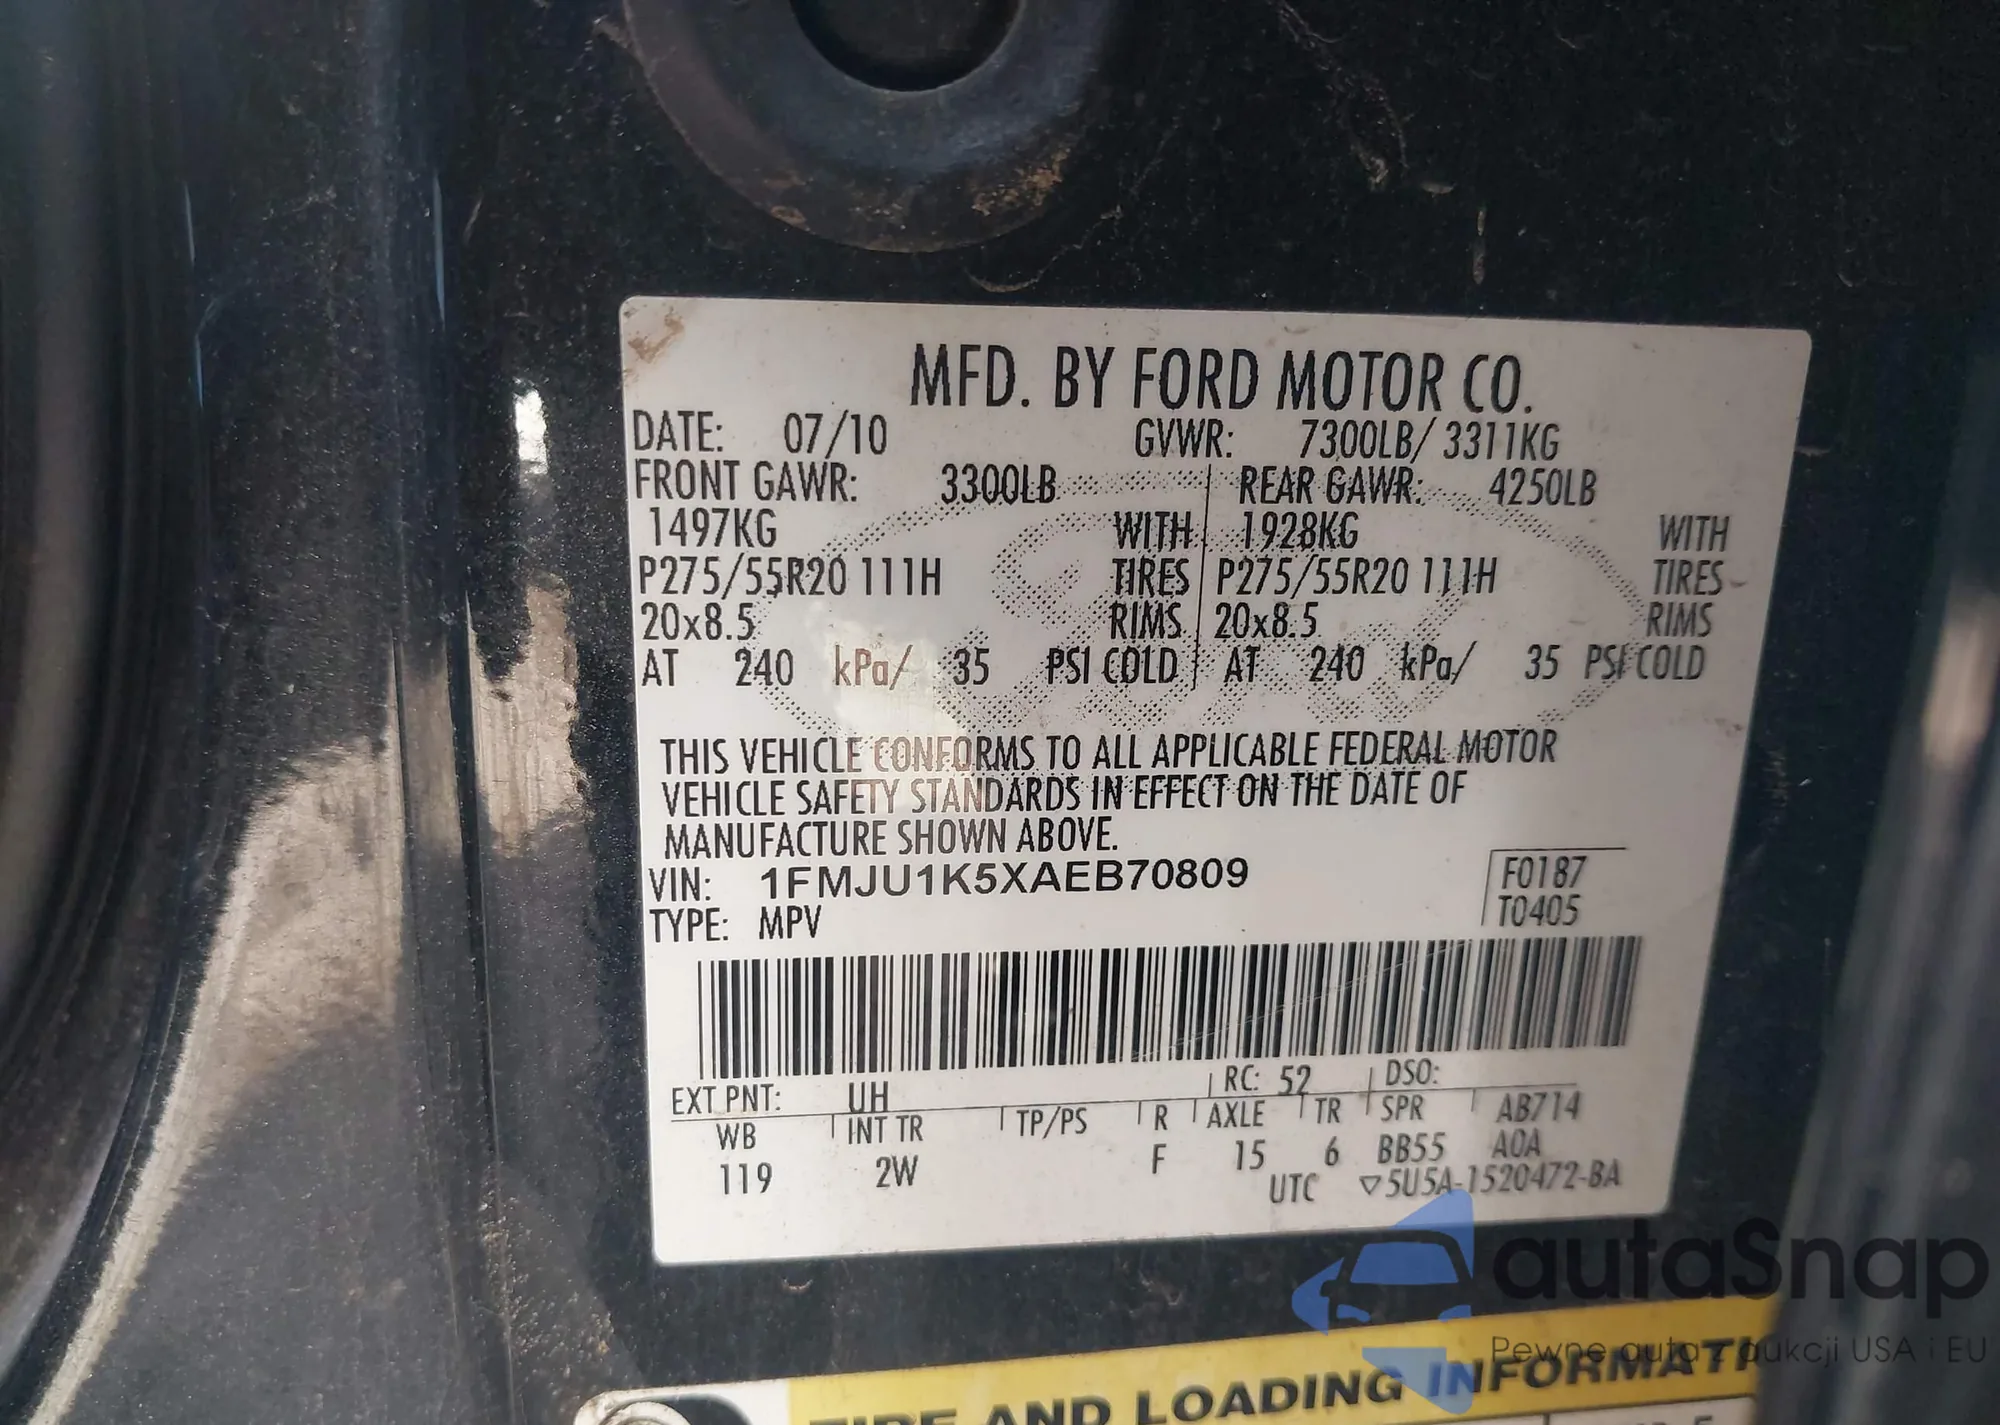 MFD. BY FORD MOTOR CO.
DATE: 07/10 GVWR: 7300LB/ 3311KG
FRONT GAWR: 3300LB REAR GAWR: 4250LB
1497KG WITH 1928KG WITH
P275/55R20 111H TIRES P275/55R20 111H TIRES
20x8.5 RIMS 20x8.5 RIMS
AT 240 kPa/ 35 PSI COLD AT 240 kPa/ 35 PSI COLD
THIS VEHICLE CONFORMS TO ALL APPLICABLE FEDERAL MOTOR
VEHICLE SAFETY STANDARDS IN EFFECT ON THE DATE OF
MANUFACTURE SHOWN ABOVE.
VIN: 1FMJU1K5XAEB70809 F0187
TYPE: MPV T0405
EXT PNT: UH RC: 52 DSO:
WB INT TR TP/PS R AXLE TR SPR AB714
119 2W F 15 6 BB55 A0A
UTC ▽5U5A-1520472-BA
autaSnap
Pewne auta z aukcji USA i EU
TIRE AND LOADING INFORMATI